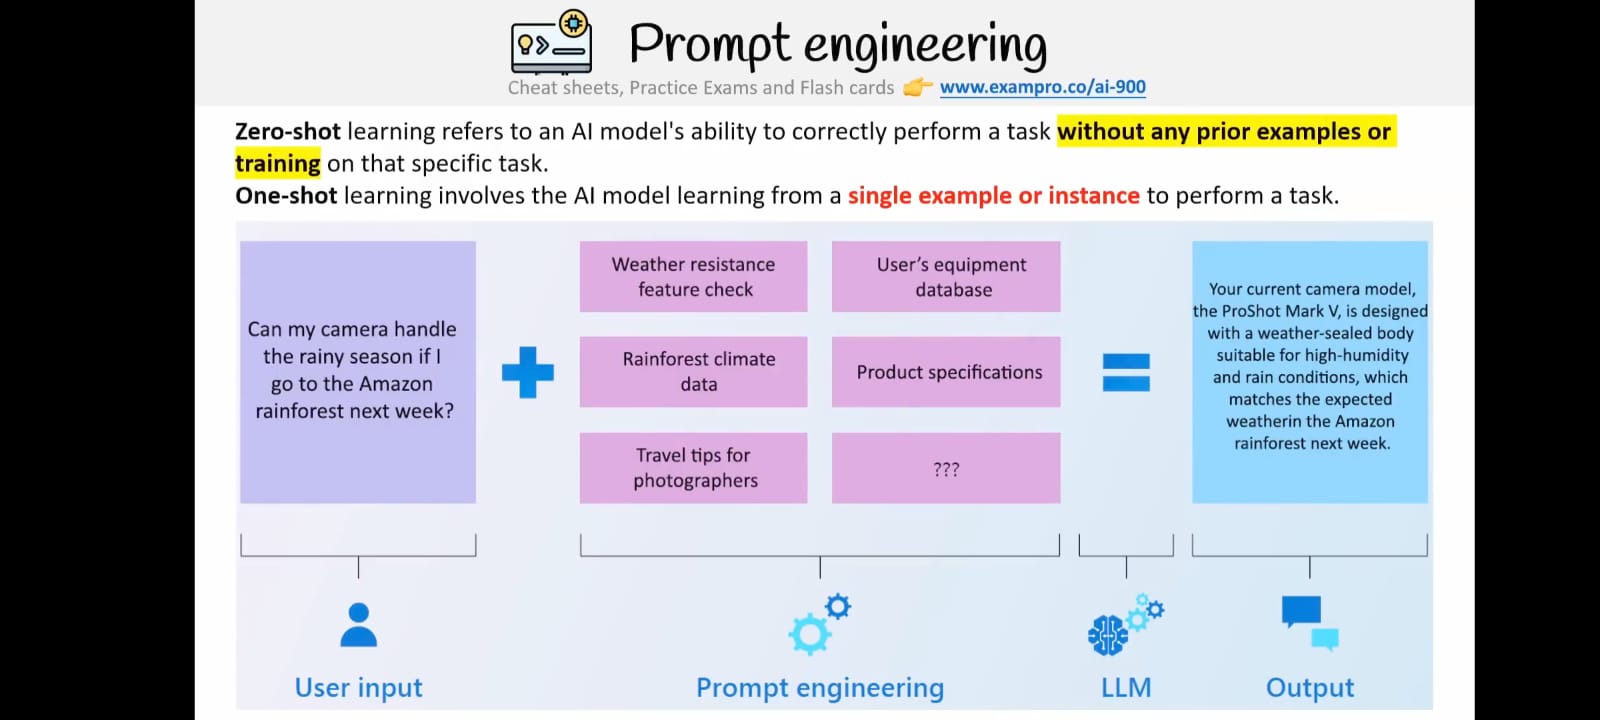 Prompt engineering
Cheat sheets, Practice Exams and Flash cards 👉 www.exampro.co/ai-900
Zero-shot learning refers to an AI model's ability to correctly perform a task without any prior examples or
training on that specific task.
One-shot learning involves the AI model learning from a single example or instance to perform a task.
Can my camera handle
the rainy season if I
go to the Amazon
rainforest next week?
Weather resistance
feature check
User's equipment
database
Rainforest climate
data
Product specifications
Travel tips for
photographers
???
Your current camera model,
the ProShot Mark V, is designed
with a weather-sealed body
suitable for high-humidity
and rain conditions, which
matches the expected
weatherin the Amazon
rainforest next week.
User input
Prompt engineering
LLM
Output